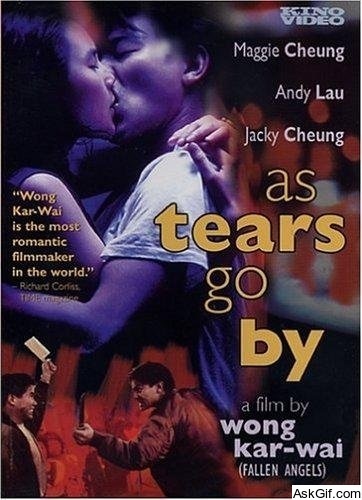 KINO
VIDEO
Maggie Cheung
Andy Lau
Jacky Cheung
as
tears
go
by
"Wong
Kar-Wai
is the most
romantic
filmmaker
in the world."
– Richard Corliss,
TIME magazine
a film by
wong
kar-wai
(FALLEN ANGELS)
AskGif.com